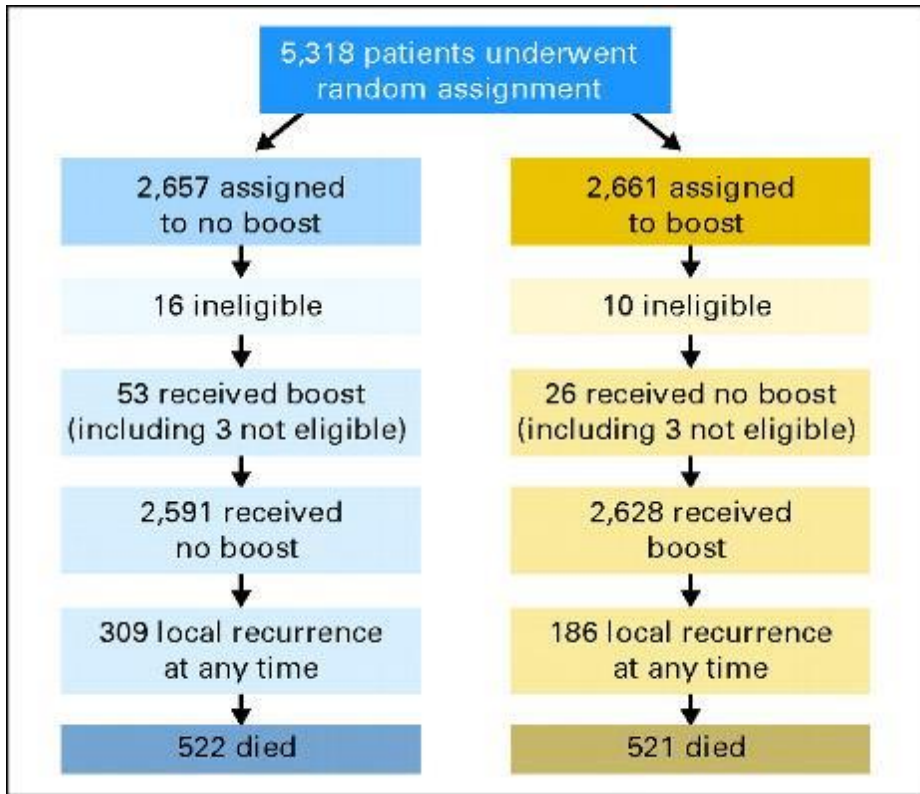 5,318 patients underwent
random assignment
2,657 assigned
to no boost
16 ineligible
53 received boost
(including 3 not eligible)
2,591 received
no boost
309 local recurrence
at any time
522 died
2,661 assigned
to boost
10 ineligible
26 received no boost
(including 3 not eligible)
2,628 received
boost
186 local recurrence
at any time
521 died